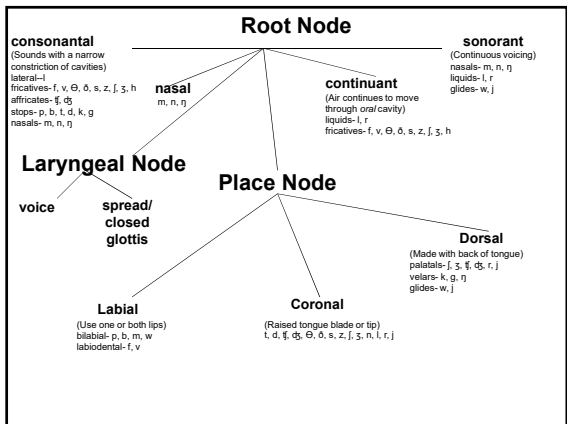 Root Node
consonantal
(Sounds with a narrow
constriction of cavities)
lateral--l
fricatives- f, v, Ɵ, ð, s, z, ʃ, ʒ, h
affricates- ʧ, ʤ
stops- p, b, t, d, k, g
nasals- m, n, ŋ
nasal
m, n, ŋ
continuant
(Air continues to move
through oral cavity)
liquids- l, r
fricatives- f, v, Ɵ, ð, s, z, ʃ, ʒ, h
sonorant
(Continuous voicing)
nasals- m, n, ŋ
liquids- l, r
glides- w, j
Laryngeal Node
voice
spread/
closed
glottis
Place Node
Labial
(Use one or both lips)
bilabial- p, b, m, w
labiodental- f, v
Coronal
(Raised tongue blade or tip)
t, d, ʧ, ʤ, Ɵ, ð, s, z, ʃ, ʒ, n, l, r, j
Dorsal
(Made with back of tongue)
palatals- ʃ, ʒ, ʧ, ʤ, r, j
velars- k, g, ŋ
glides- w, j